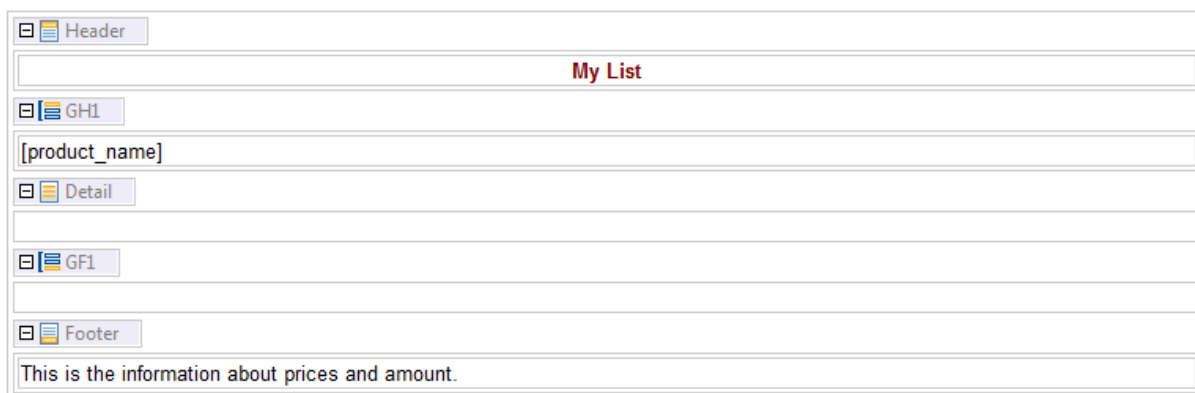 Header
My List
GH1
[product_name]
Detail
GF1
Footer
This is the information about prices and amount.